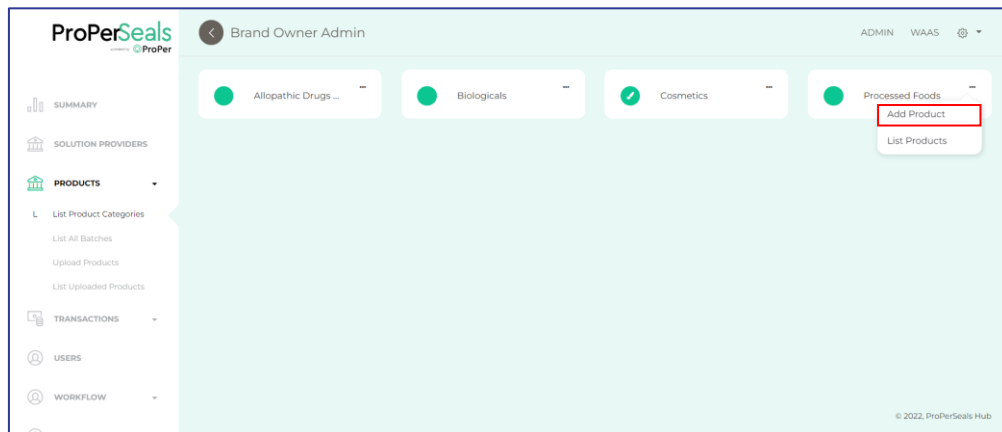 ProPerSeals
powered by ProPer
Brand Owner Admin
ADMIN WAAS
SUMMARY
SOLUTION PROVIDERS
PRODUCTS
L List Product Categories
List All Batches
Upload Products
List Uploaded Products
TRANSACTIONS
USERS
WORKFLOW
Allopathic Drugs ...
Biologicals
Cosmetics
Processed Foods
Add Product
List Products
© 2022, ProPerSeals Hub